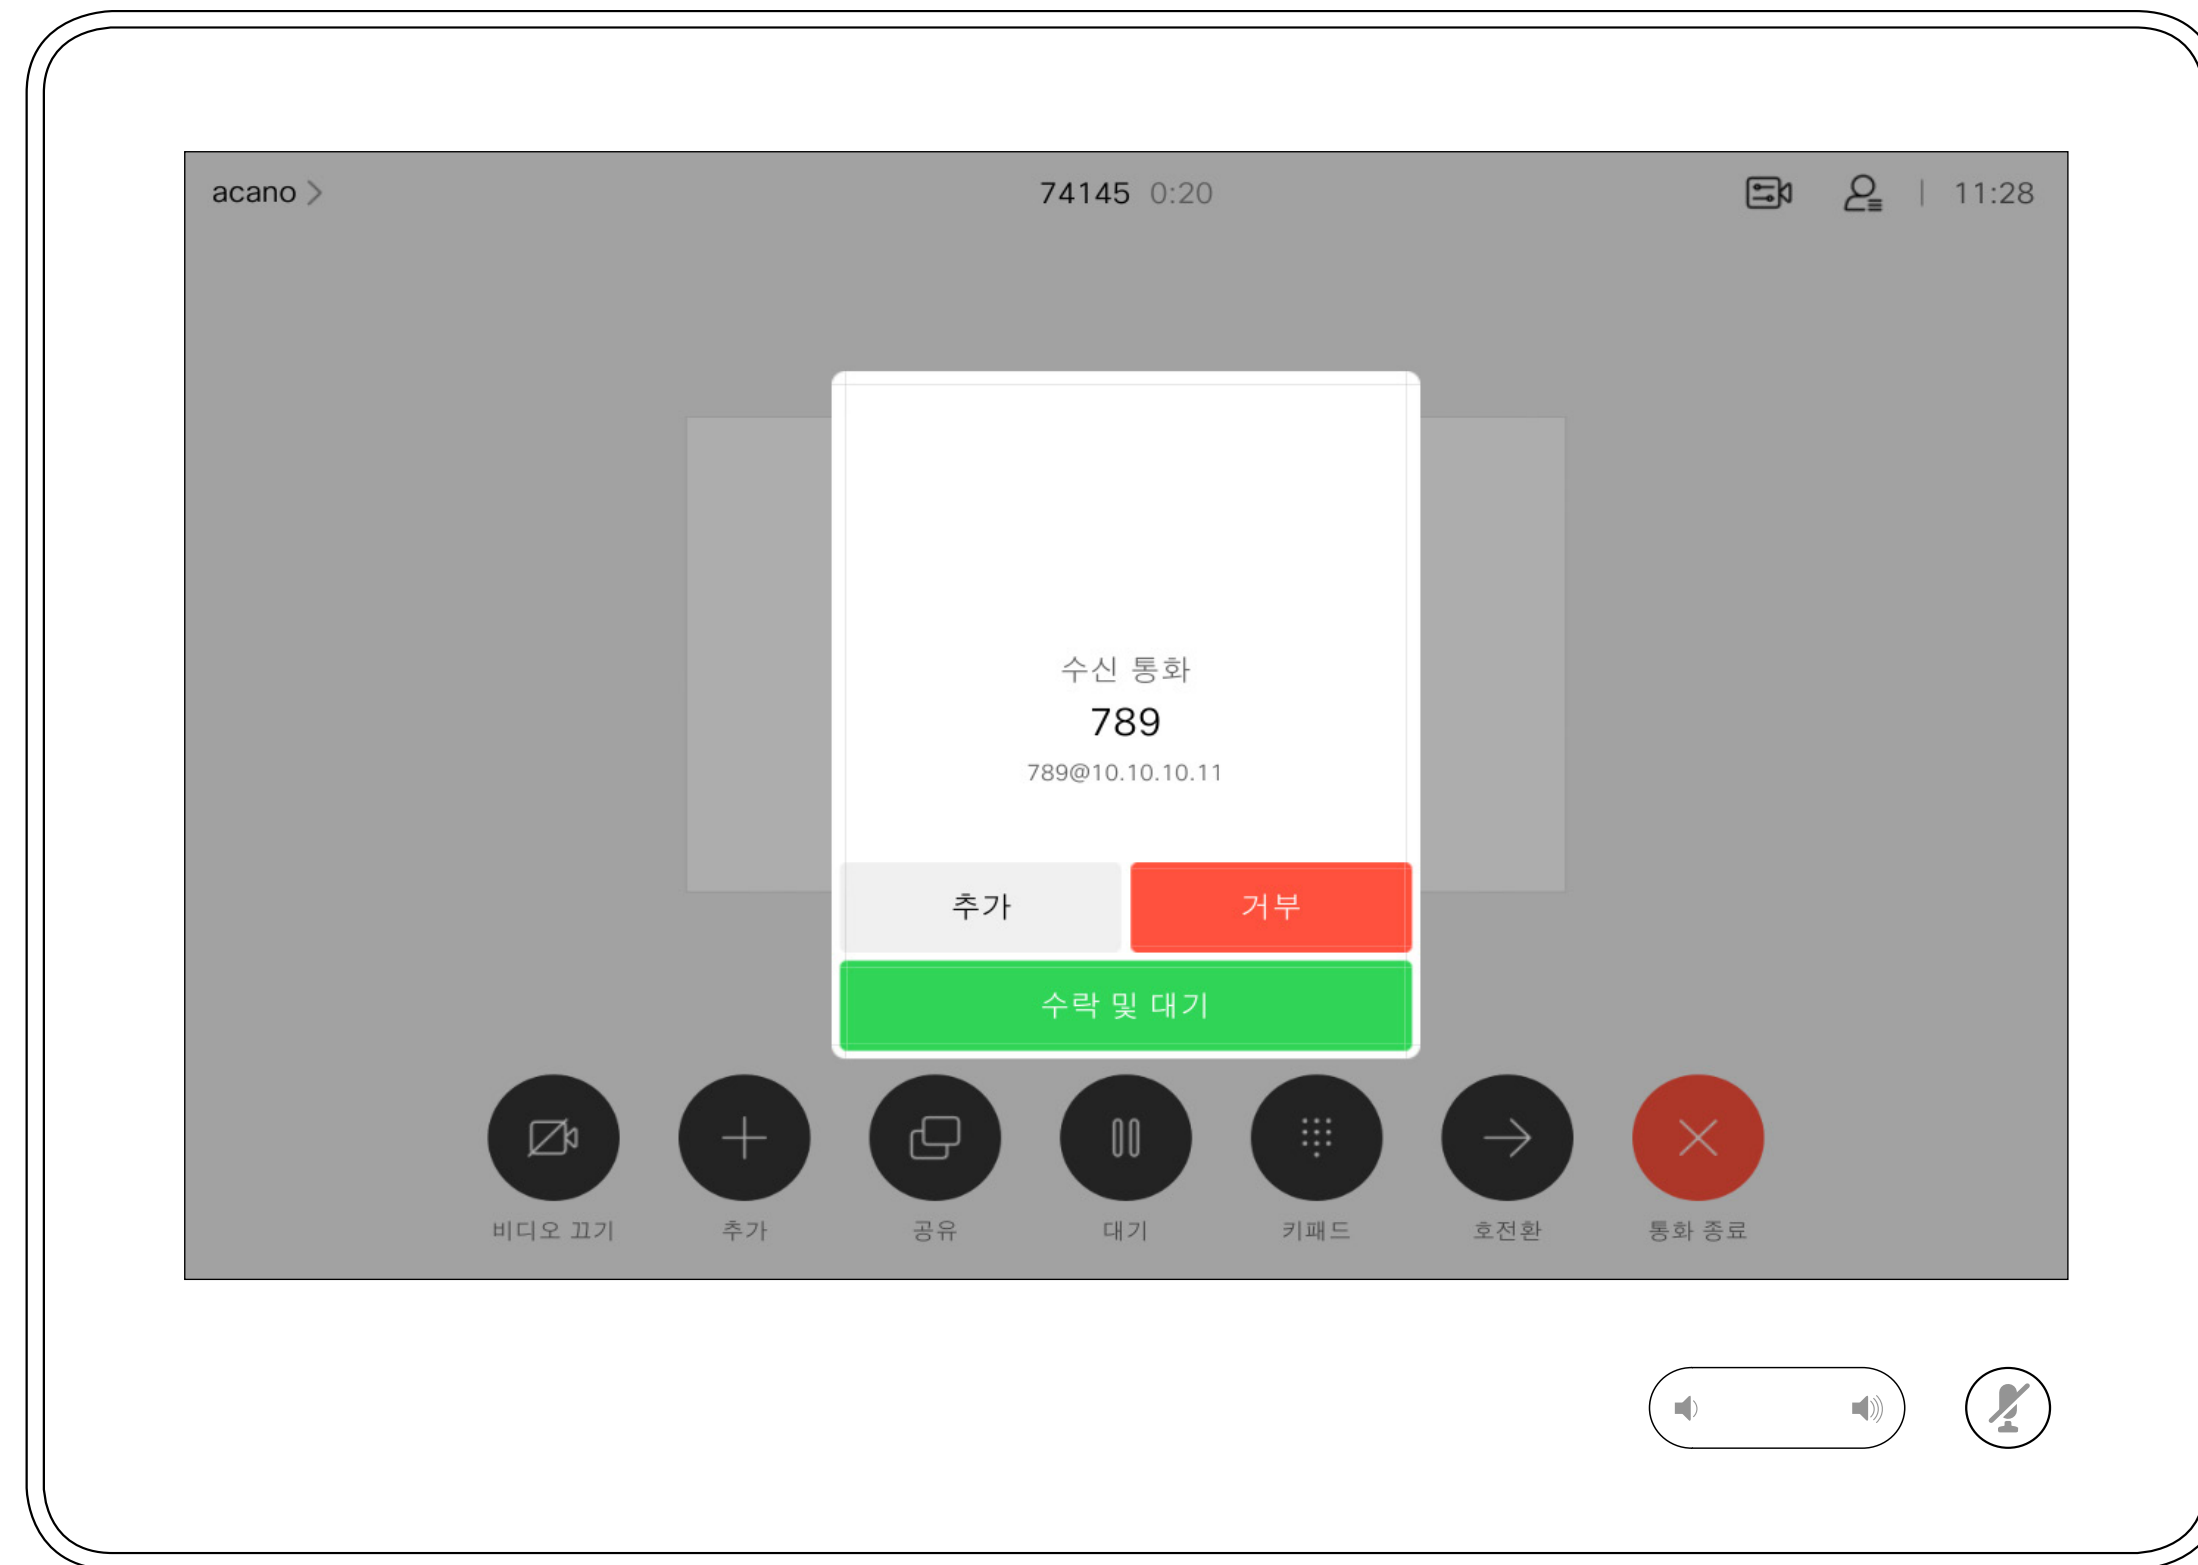 acano
74145 0:20
11:28
수신 통화
789
789@10.10.10.11
추가
거부
수락 및 대기
비디오 끄기
추가
공유
대기
키패드
호전환
통화 종료